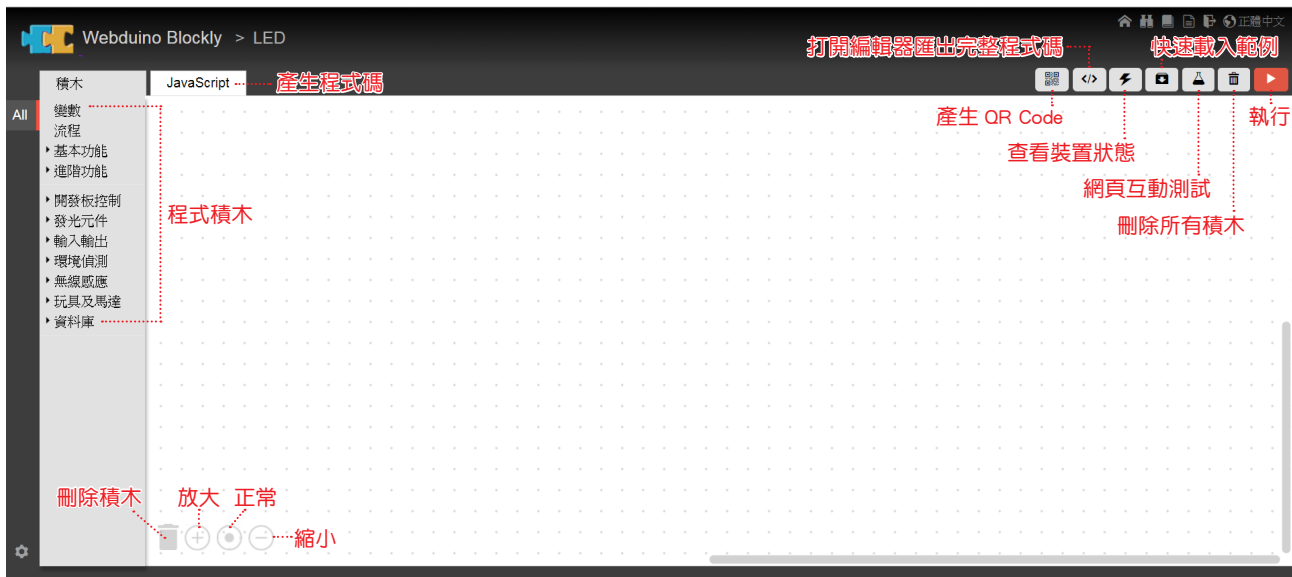 Webduino Blockly > LED
正體中文
打開編輯器匯出完整程式碼
快速載入範例
積木
JavaScript
產生程式碼
All
變數
流程
基本功能
進階功能
開發板控制
發光元件
輸入輸出
環境偵測
無線感應
玩具及馬達
資料庫
程式積木
產生 QR Code
執行
查看裝置狀態
網頁互動測試
刪除所有積木
刪除積木
放大
正常
縮小